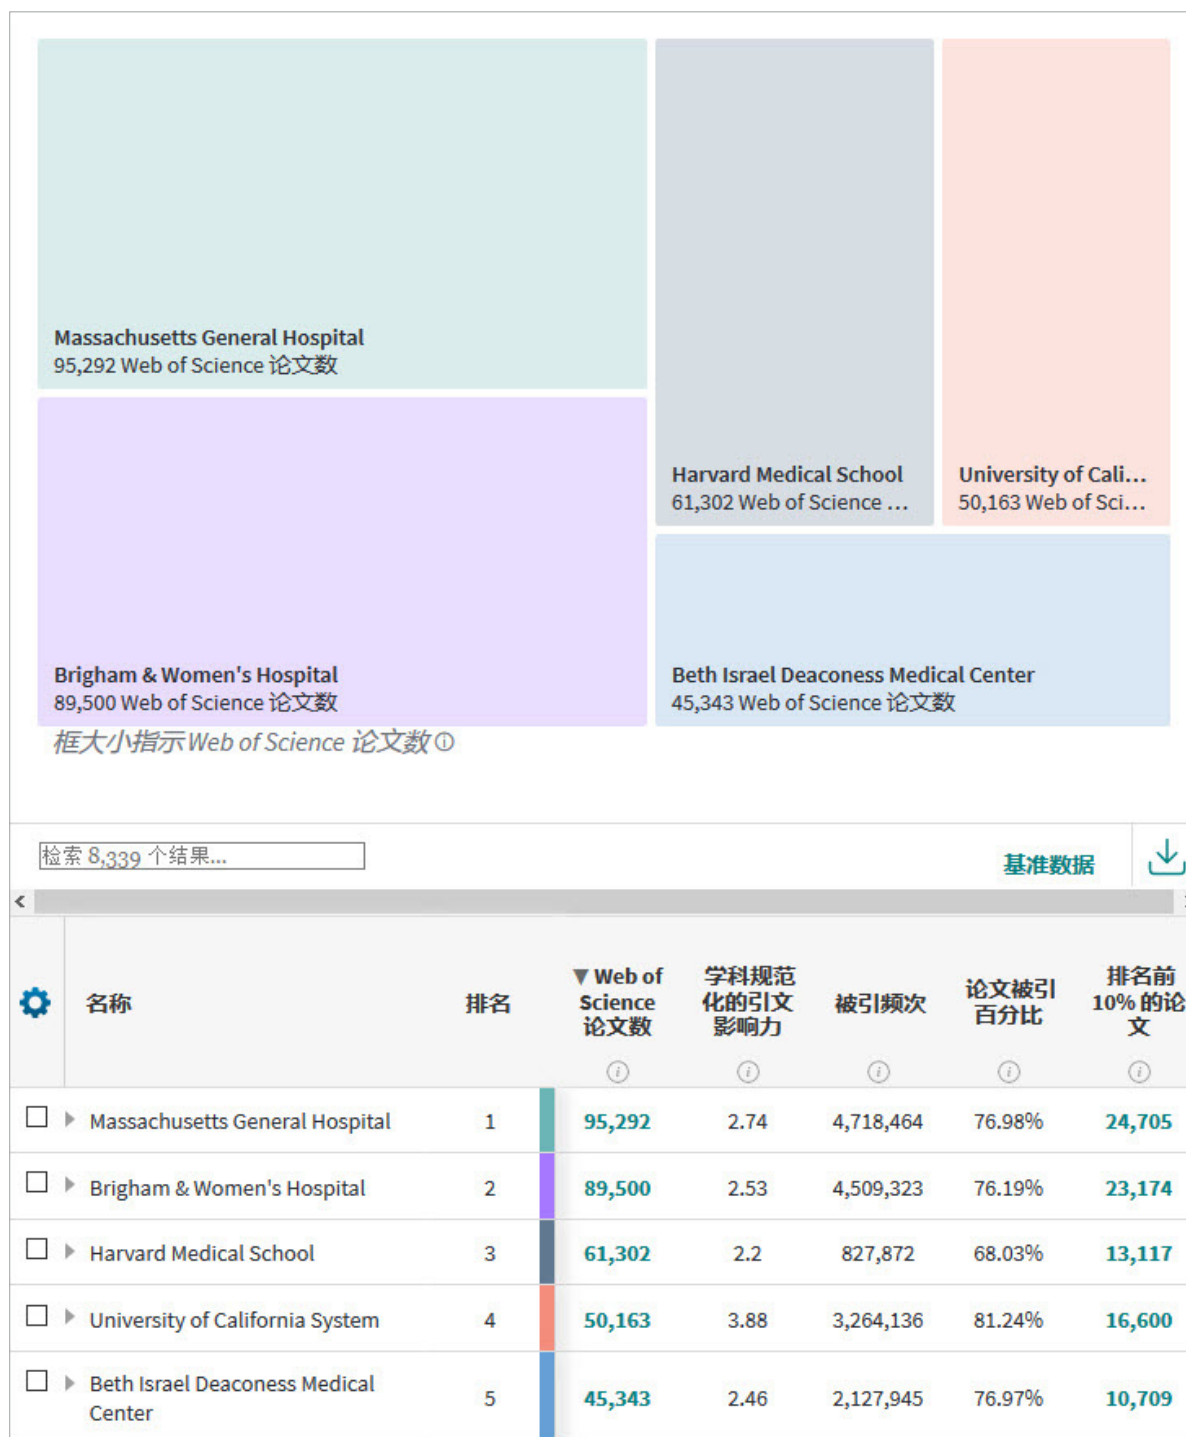 Massachusetts General Hospital
95,292 Web of Science 论文数
Harvard Medical School
61,302 Web of Science ...
University of Cali...
50,163 Web of Sci...
Brigham & Women's Hospital
89,500 Web of Science 论文数
Beth Israel Deaconess Medical Center
45,343 Web of Science 论文数
框大小指示 Web of Science 论文数
检索 8,339 个结果...
基准数据
名称
排名
▼ Web of
Science
论文数
学科规范
化的引文
影响力
被引频次
论文被引
百分比
排名前
10% 的论
文
Massachusetts General Hospital 1 95,292 2.74 4,718,464 76.98% 24,705
Brigham & Women's Hospital 2 89,500 2.53 4,509,323 76.19% 23,174
Harvard Medical School 3 61,302 2.2 827,872 68.03% 13,117
University of California System 4 50,163 3.88 3,264,136 81.24% 16,600
Beth Israel Deaconess Medical
Center 5 45,343 2.46 2,127,945 76.97% 10,709